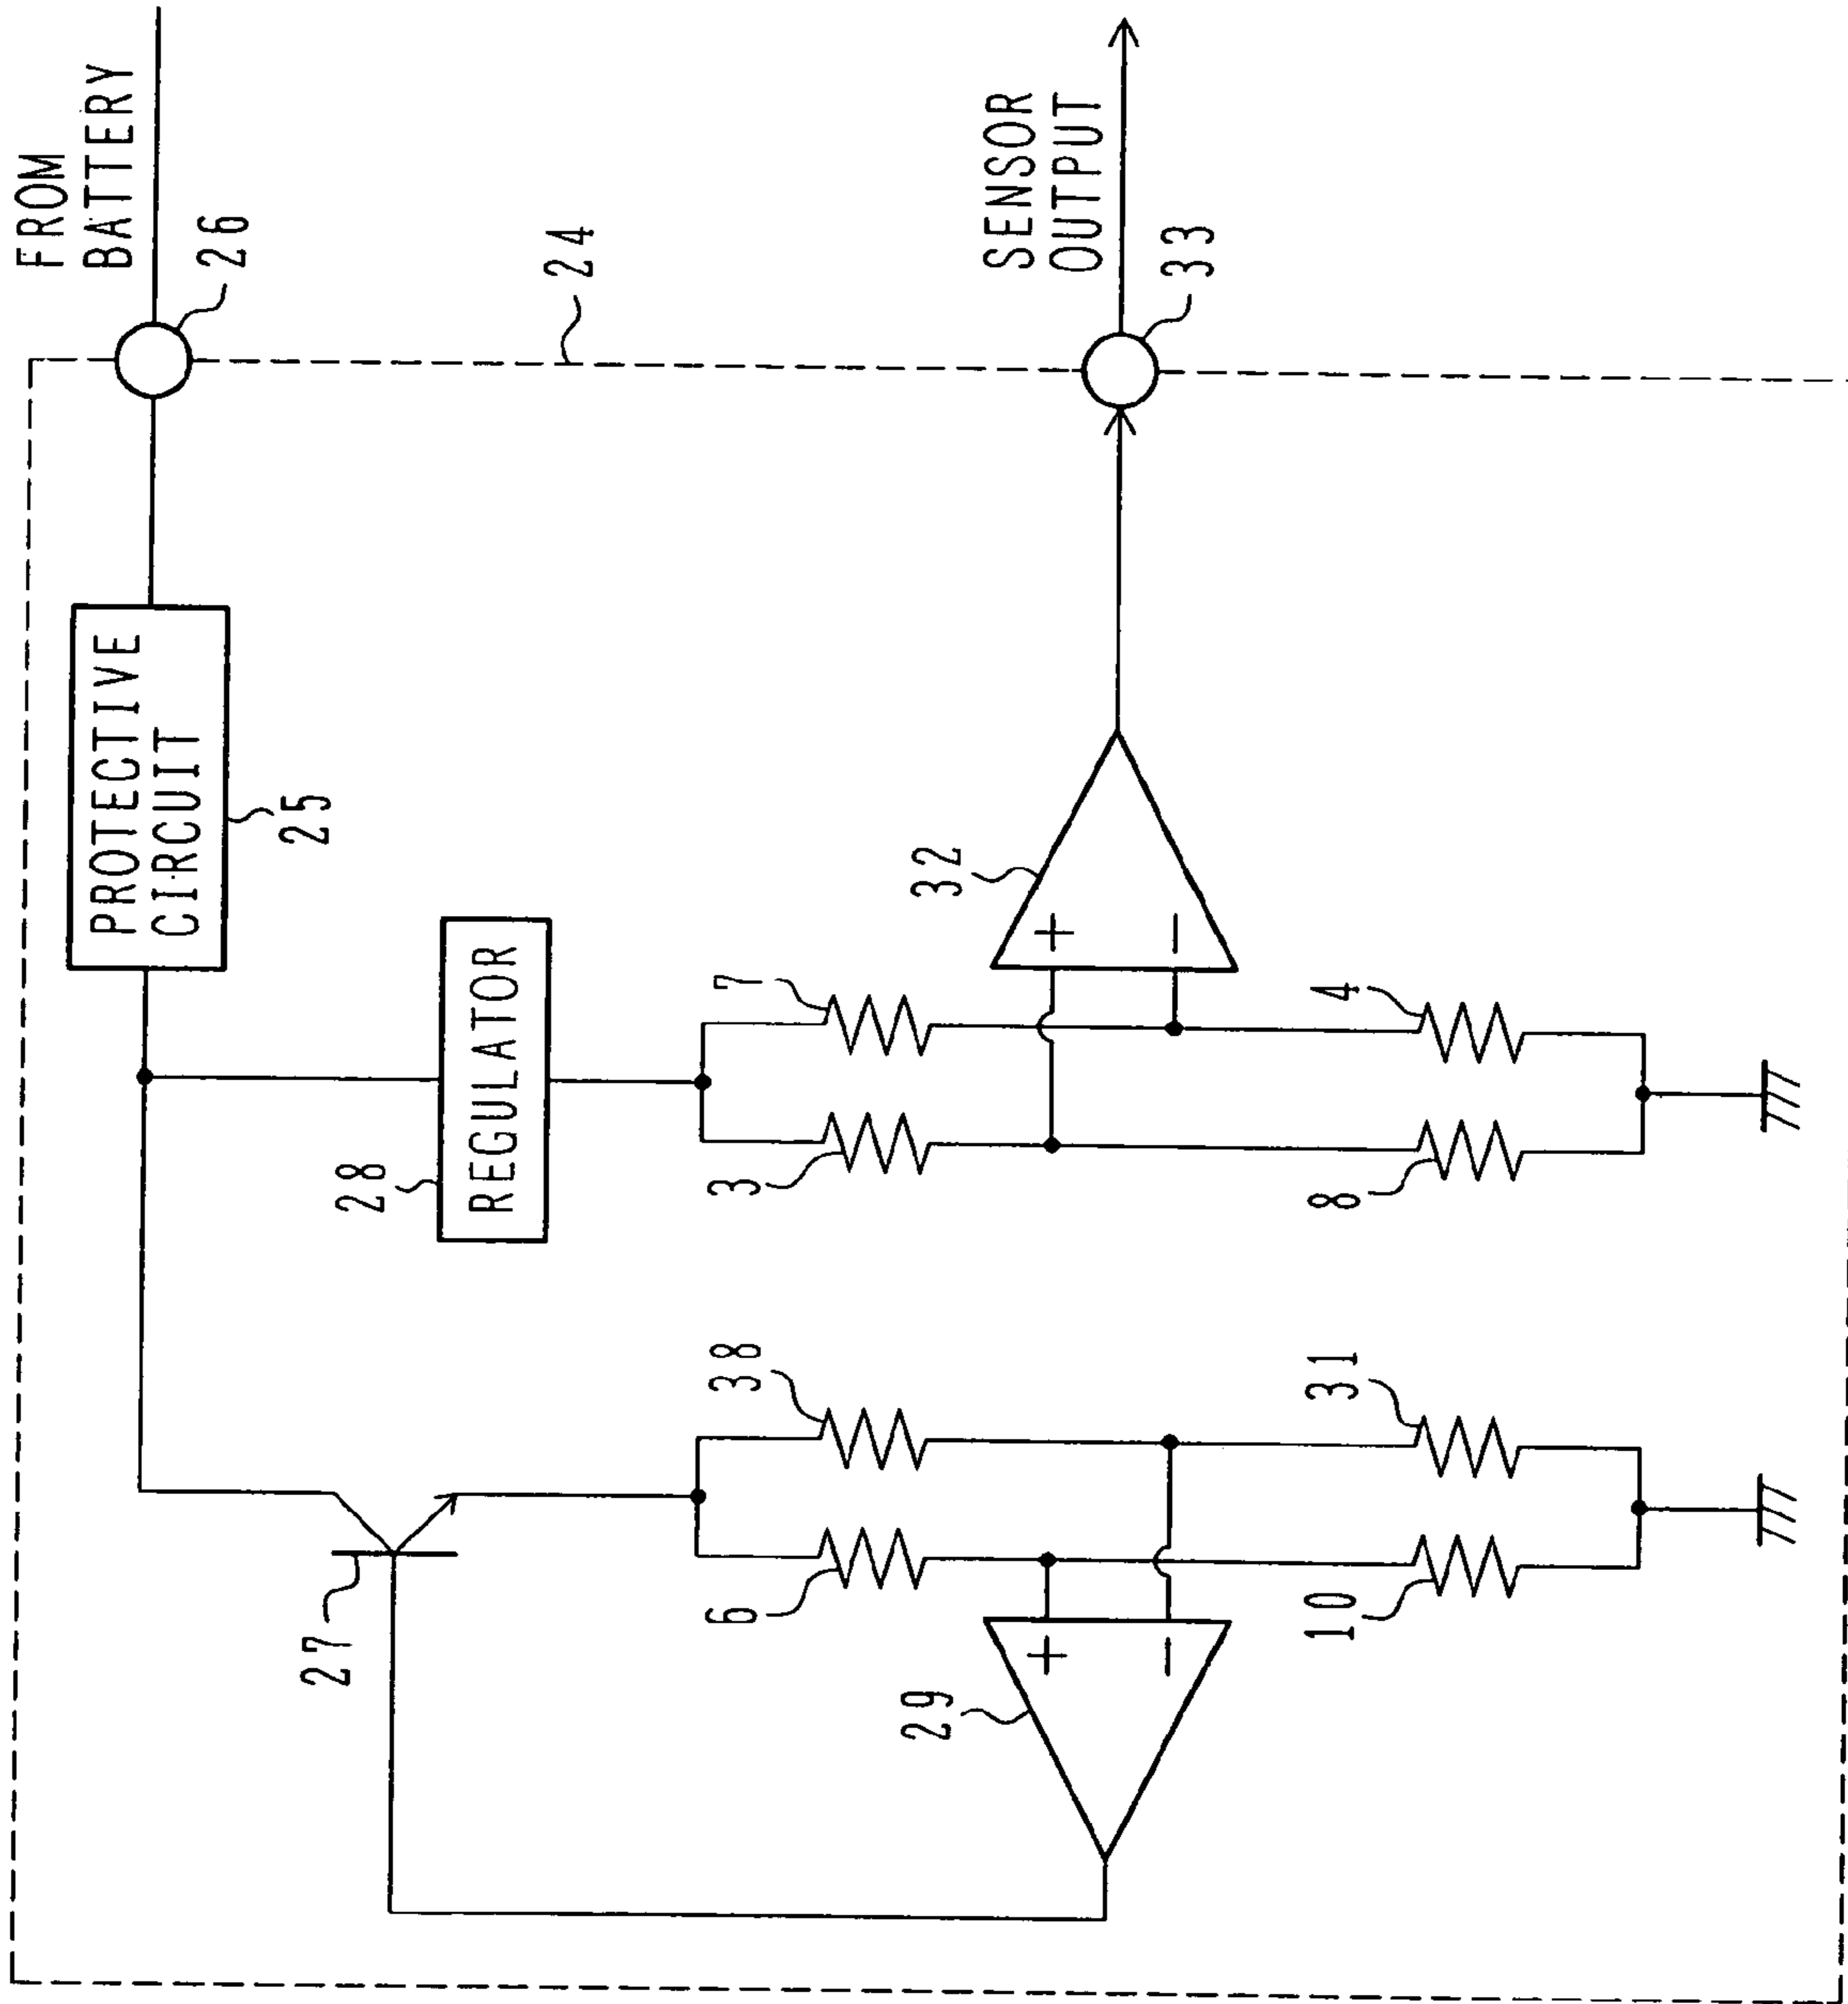 FROM
BATTERY
26
24
PROTECTIVE
CIRCUIT
25
28
REGULATOR
27
SENSOR
OUTPUT
33
32
+
−
7
3
4
8
38
6
31
10
29
+
−